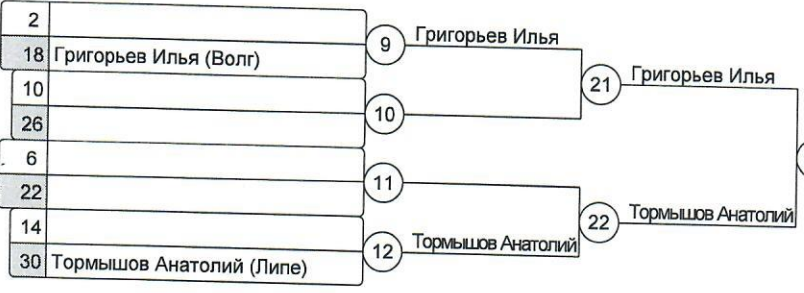 2
18 Григорьев Илья (Волг)
10
26
6
22
14
30 Тормышов Анатолий (Липе)
9 Григорьев Илья
10
11
12 Тормышов Анатолий
21 Григорьев Илья
22 Тормышов Анатолий